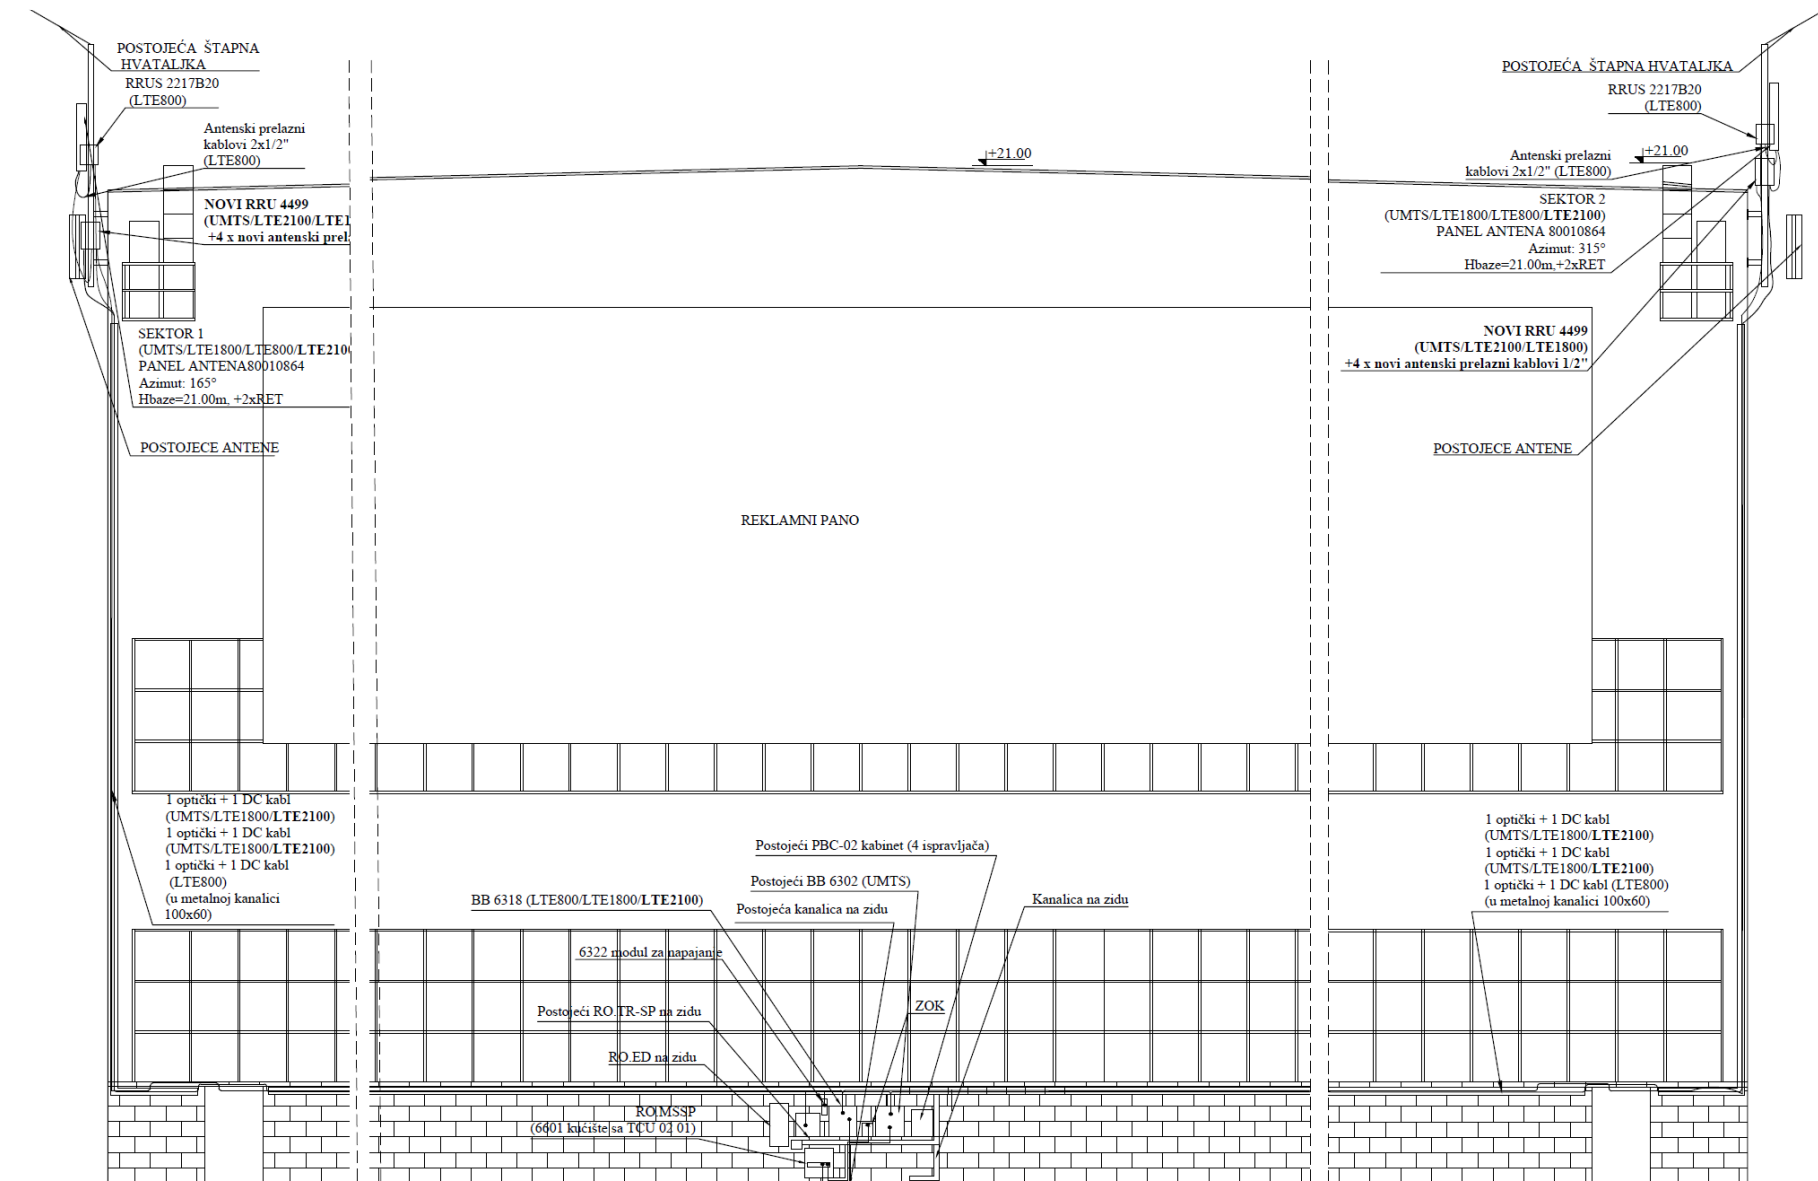 POSTOJEĆA ŠTAPNA
HVATALJKA
RRUS 2217B20
(LTE800)
Antenski prelazni
kablovi 2x1/2"
(LTE800)
NOVI RRU 4499
(UMTS/LTE2100/LTE1
+4 x novi antenski prel
SEKTOR 1
(UMTS/LTE1800/LTE800/LTE2100
PANEL ANTENA80010864
Azimut: 165°
Hbaze=21.00m, +2xRET
POSTOJECE ANTENE
+21.00
POSTOJEĆA ŠTAPNA HVATALJKA
RRUS 2217B20
(LTE800)
Antenski prelazni
kablovi 2x1/2" (LTE800)
+21.00
SEKTOR 2
(UMTS/LTE1800/LTE800/LTE2100)
PANEL ANTENA 80010864
Azimut: 315°
Hbaze=21.00m,+2xRET
NOVI RRU 4499
(UMTS/LTE2100/LTE1800)
+4 x novi antenski prelazni kablovi 1/2"
POSTOJECE ANTENE
REKLAMNI PANO
1 optički + 1 DC kabl
(UMTS/LTE1800/LTE2100)
1 optički + 1 DC kabl
(UMTS/LTE1800/LTE2100)
1 optički + 1 DC kabl
(LTE800)
(u metalnoj kanalici
100x60)
Postojeći PBC-02 kabinet (4 ispravljača)
Postojeći BB 6302 (UMTS)
BB 6318 (LTE800/LTE1800/LTE2100)
Postojeća kanalica na zidu
Kanalica na zidu
6322 modul za napajanje
Postojeći RO.TR-SP na zidu
ZOK
RO.ED na zidu
RO.MSSP
(6601 kućište sa TCU 02 01)
1 optički + 1 DC kabl
(UMTS/LTE1800/LTE2100)
1 optički + 1 DC kabl
(UMTS/LTE1800/LTE2100)
1 optički + 1 DC kabl (LTE800)
(u metalnoj kanalici 100x60)